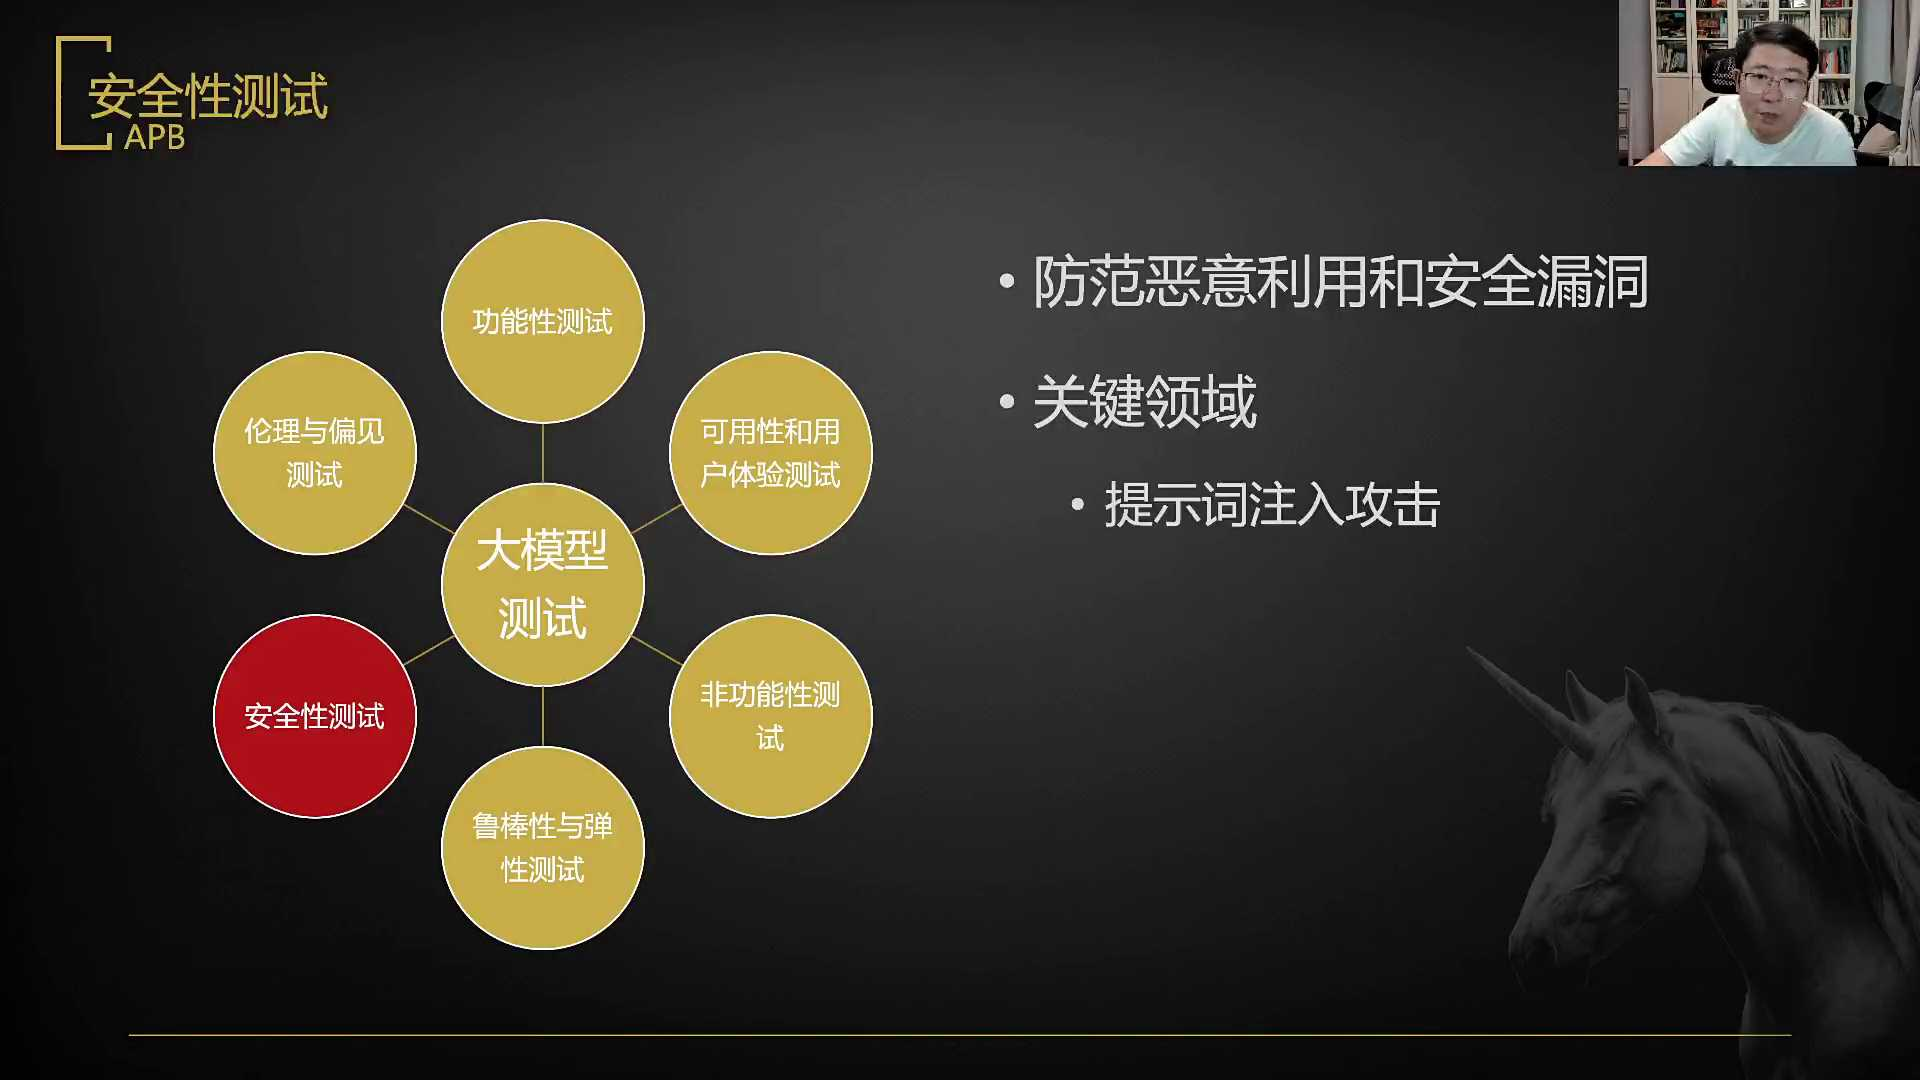 安全性测试
APB
功能性测试
伦理与偏见
测试
可用性和用
户体验测试
大模型
测试
安全性测试
非功能性测
试
鲁棒性与弹
性测试
• 防范恶意利用和安全漏洞
• 关键领域
• 提示词注入攻击